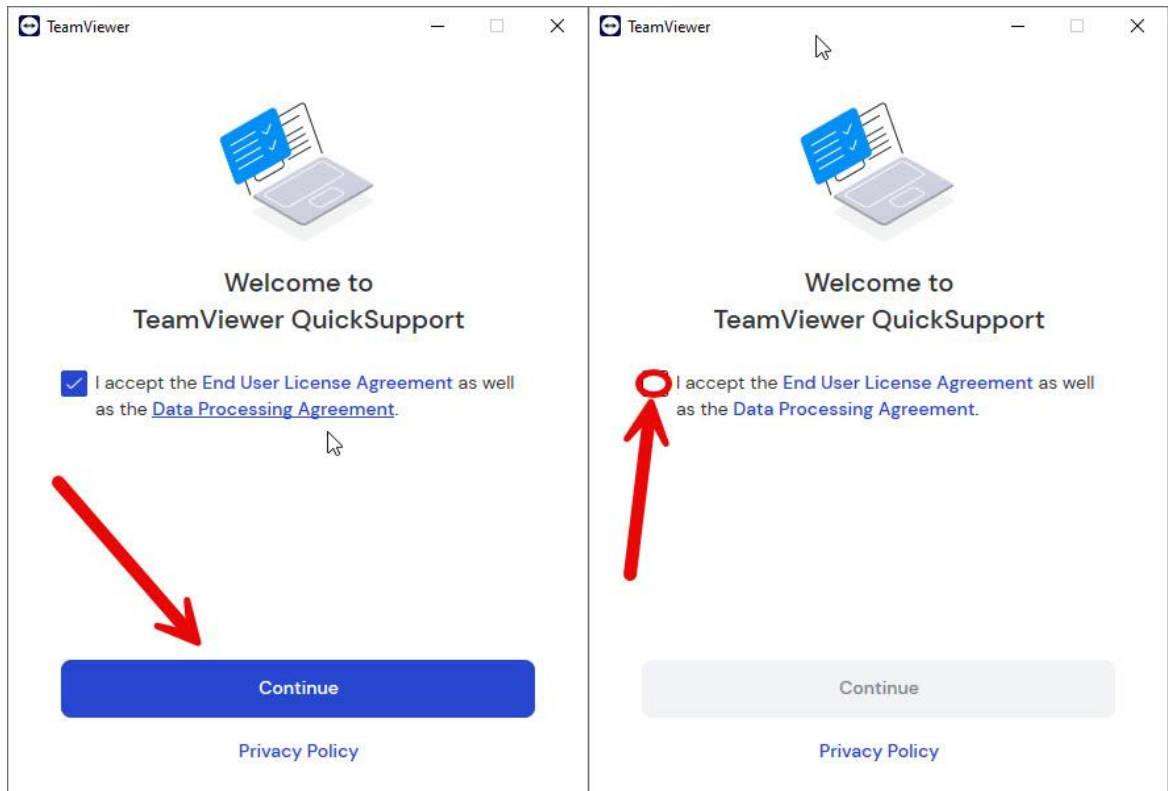 TeamViewer
Welcome to
TeamViewer QuickSupport
I accept the End User License Agreement as well
as the Data Processing Agreement.
Continue
Privacy Policy
TeamViewer
Welcome to
TeamViewer QuickSupport
I accept the End User License Agreement as well
as the Data Processing Agreement.
Continue
Privacy Policy